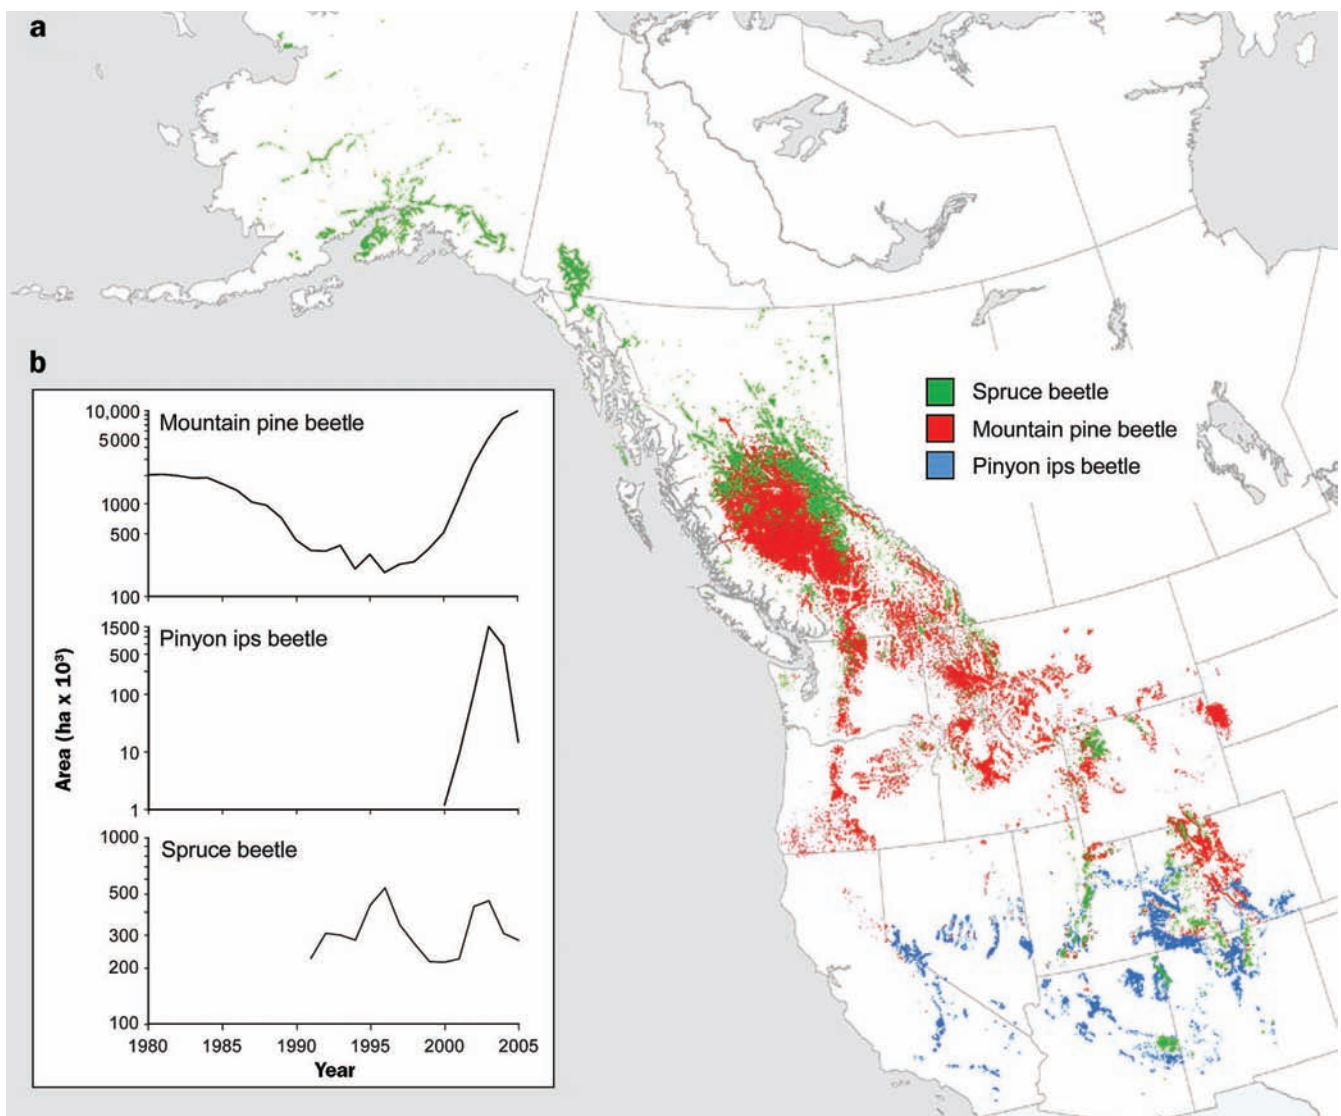 a
b
Spruce beetle
Mountain pine beetle
Pinyon ips beetle
Mountain pine beetle
10,000
5000
1000
500
100
Pinyon ips beetle
1500
500
100
10
1
Spruce beetle
1000
500
300
200
100
Area (ha x 10³)
1980 1985 1990 1995 2000 2005
Year